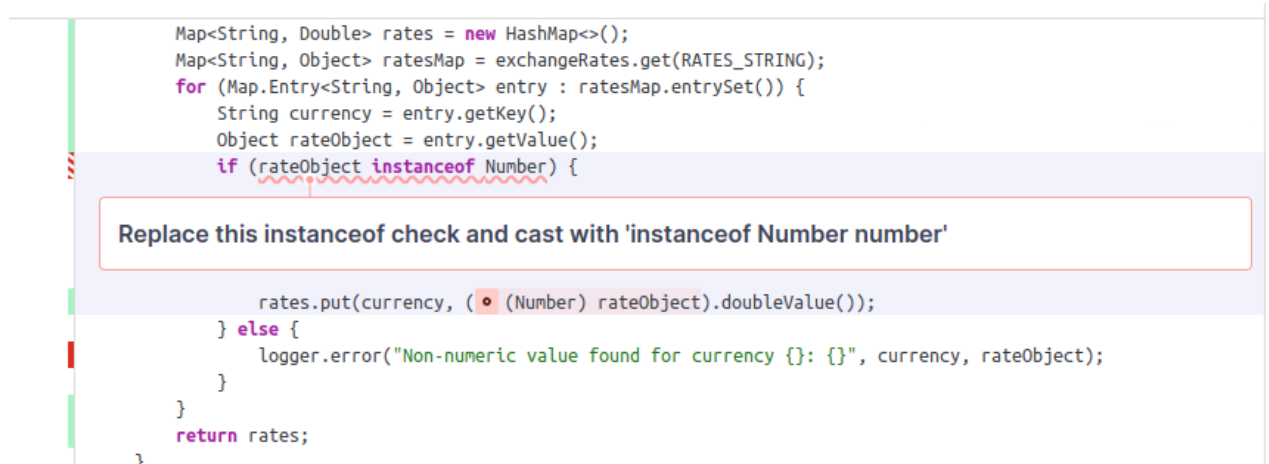 Map<String, Double> rates = new HashMap<>();
Map<String, Object> ratesMap = exchangeRates.get(RATES_STRING);
for (Map.Entry<String, Object> entry : ratesMap.entrySet()) {
String currency = entry.getKey();
Object rateObject = entry.getValue();
if (rateObject instanceof Number) {
Replace this instanceof check and cast with 'instanceof Number number'
rates.put(currency, ( (Number) rateObject).doubleValue());
} else {
logger.error("Non-numeric value found for currency {}: {}", currency, rateObject);
}
}
return rates;
}